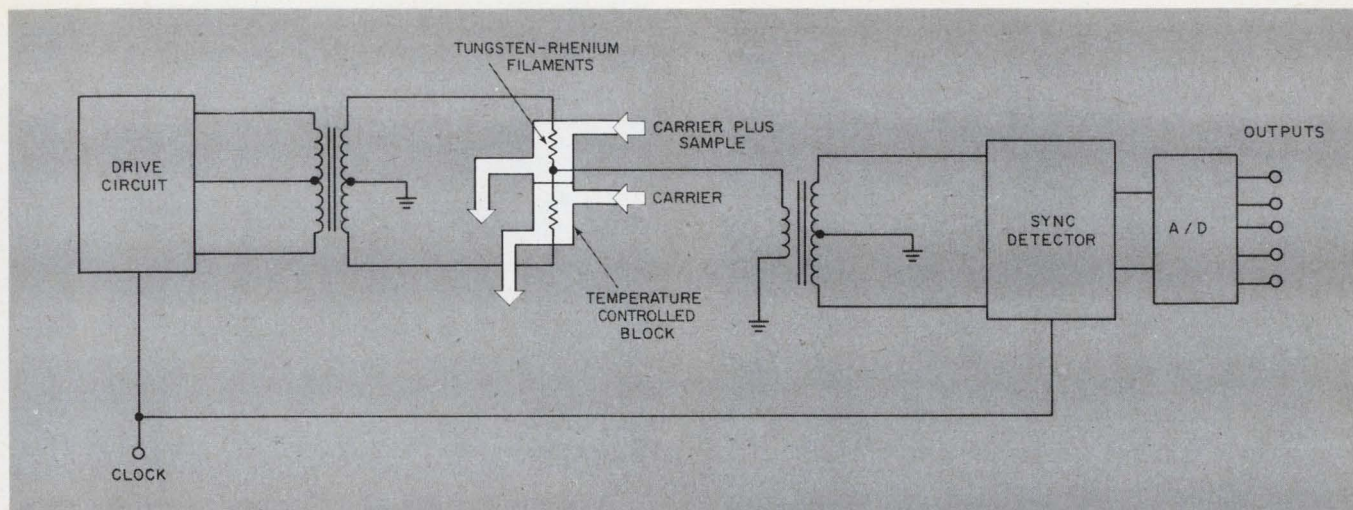 TUNGSTEN-RHENIUM
FILAMENTS
DRIVE
CIRCUIT
CARRIER PLUS
SAMPLE
CARRIER
TEMPERATURE
CONTROLLED
BLOCK
SYNC
DETECTOR
A/D
OUTPUTS
CLOCK